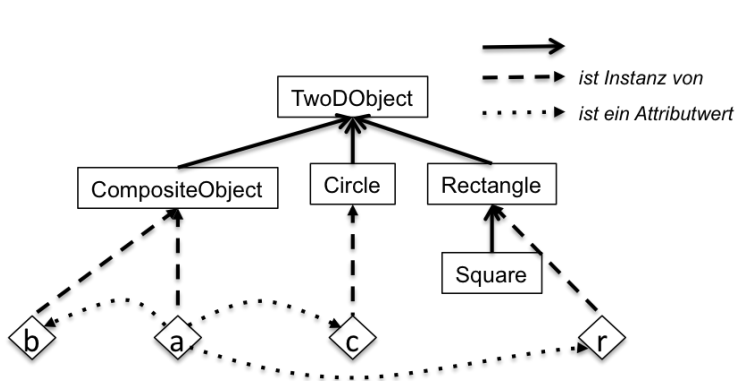 ist Instanz von
TwoDObject
ist ein Attributwert
CompositeObject
Circle
Rectangle
Square
b
a
c
r